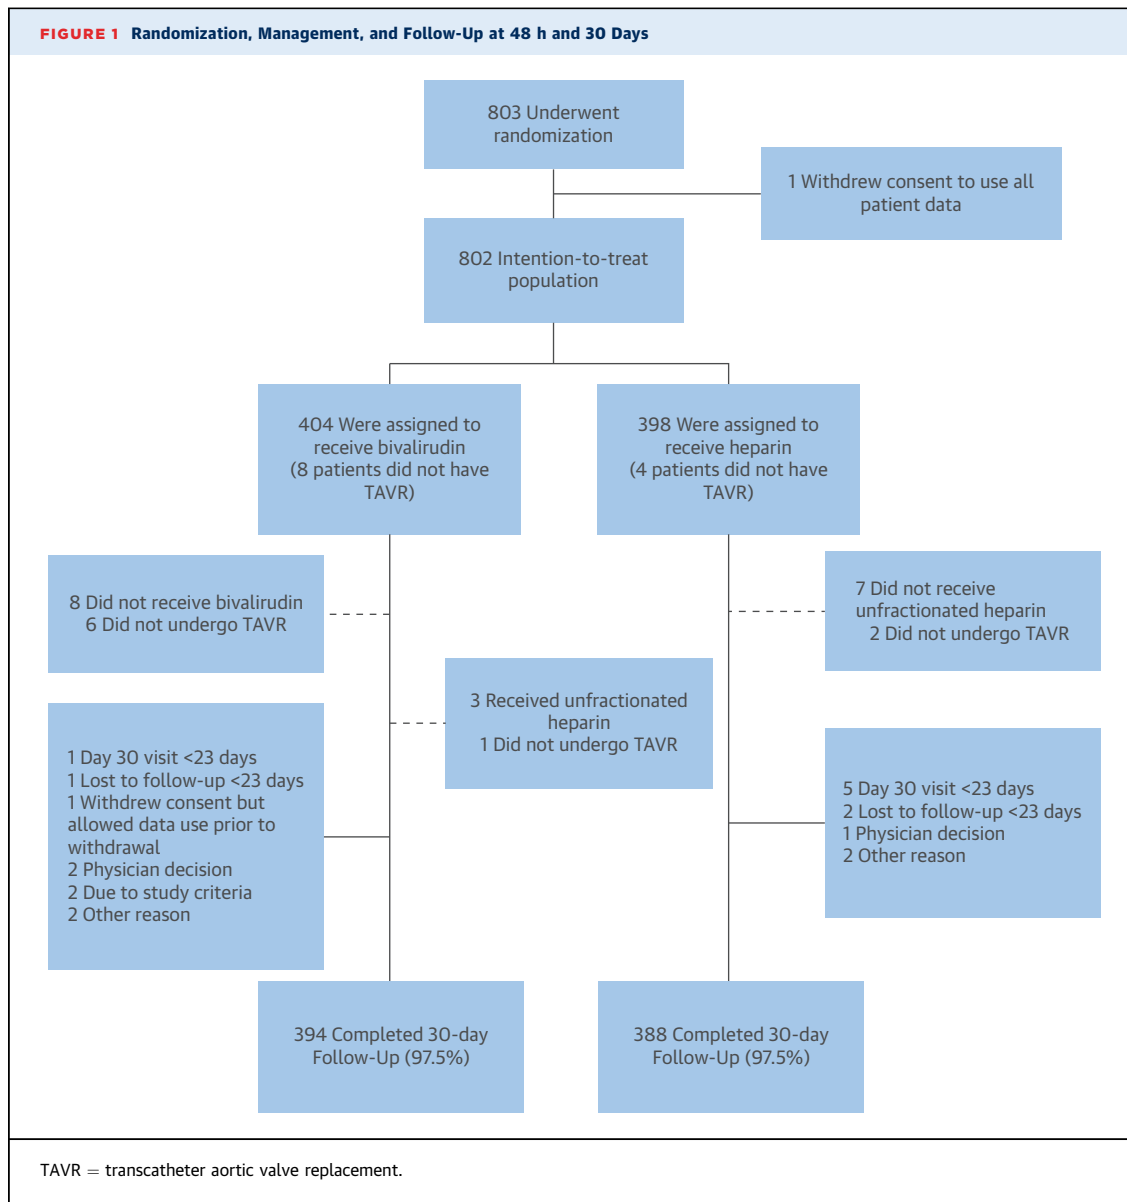 FIGURE 1 Randomization, Management, and Follow-Up at 48 h and 30 Days
803 Underwent
randomization
1 Withdrew consent to use all
patient data
802 Intention-to-treat
population
404 Were assigned to
receive bivalirudin
(8 patients did not have
TAVR)
398 Were assigned to
receive heparin
(4 patients did not have
TAVR)
8 Did not receive bivalirudin
6 Did not undergo TAVR
7 Did not receive
unfractionated heparin
2 Did not undergo TAVR
3 Received unfractionated
heparin
1 Did not undergo TAVR
1 Day 30 visit <23 days
1 Lost to follow-up <23 days
1 Withdrew consent but
allowed data use prior to
withdrawal
2 Physician decision
2 Due to study criteria
2 Other reason
5 Day 30 visit <23 days
2 Lost to follow-up <23 days
1 Physician decision
2 Other reason
394 Completed 30-day
Follow-Up (97.5%)
388 Completed 30-day
Follow-Up (97.5%)
TAVR = transcatheter aortic valve replacement.